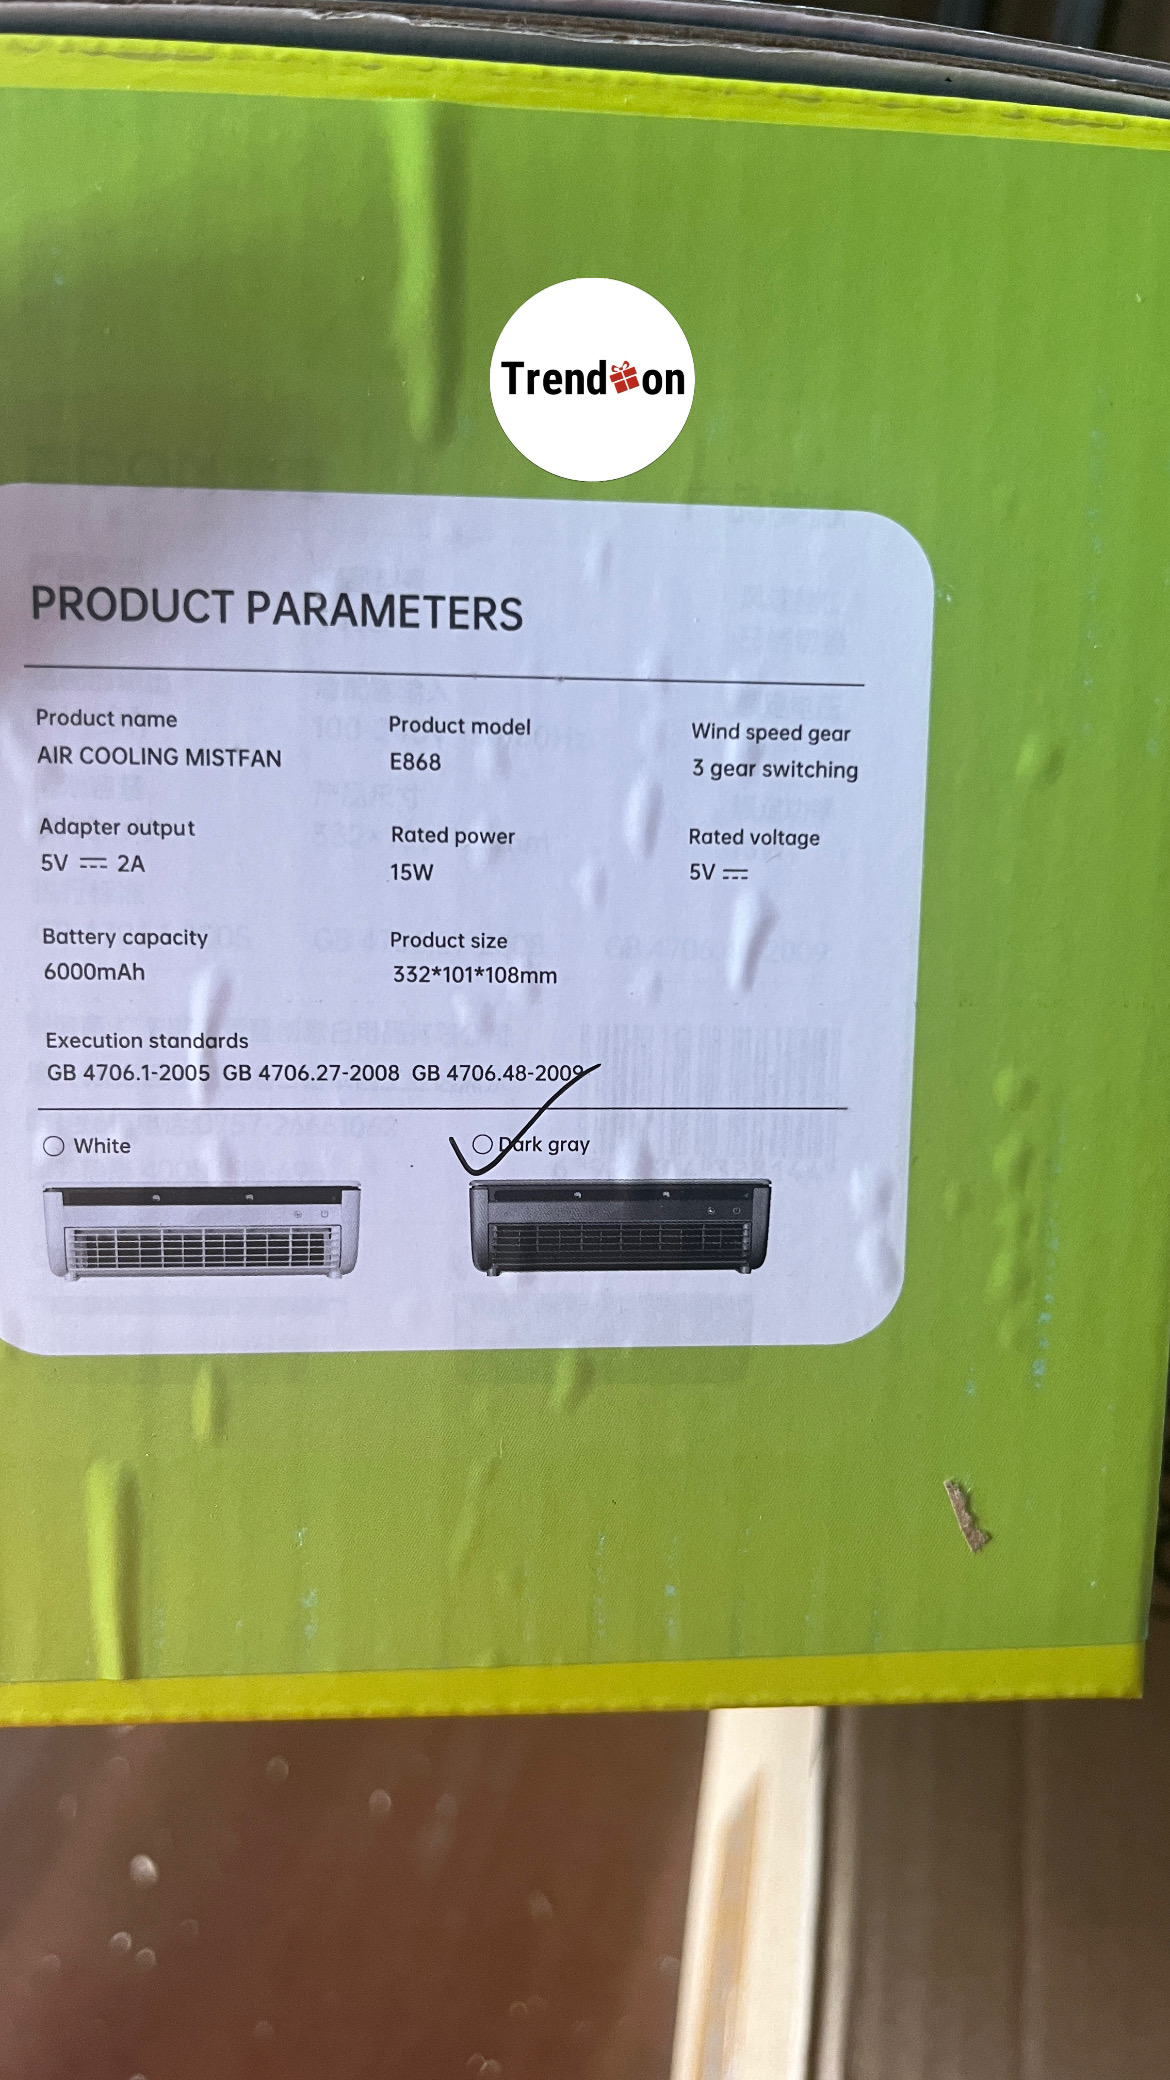 Trend on
PRODUCT PARAMETERS
Product name
AIR COOLING MISTFAN
Product model
E868
Wind speed gear
3 gear switching
Adapter output
5V ⎓ 2A
Rated power
15W
Rated voltage
5V ⎓
Battery capacity
6000mAh
Product size
332*101*108mm
Execution standards
GB 4706.1-2005 GB 4706.27-2008 GB 4706.48-2009
White
Dark gray